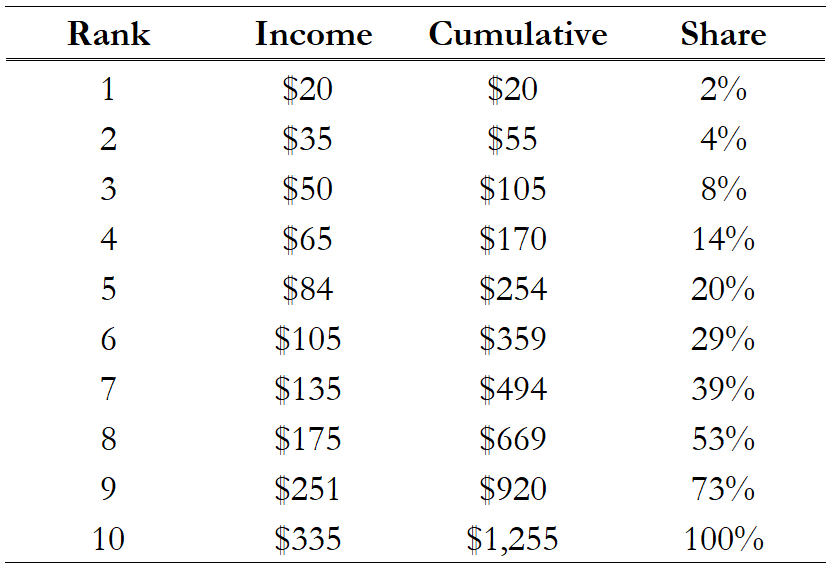 Rank Income Cumulative Share
1 $20 $20 2%
2 $35 $55 4%
3 $50 $105 8%
4 $65 $170 14%
5 $84 $254 20%
6 $105 $359 29%
7 $135 $494 39%
8 $175 $669 53%
9 $251 $920 73%
10 $335 $1,255 100%